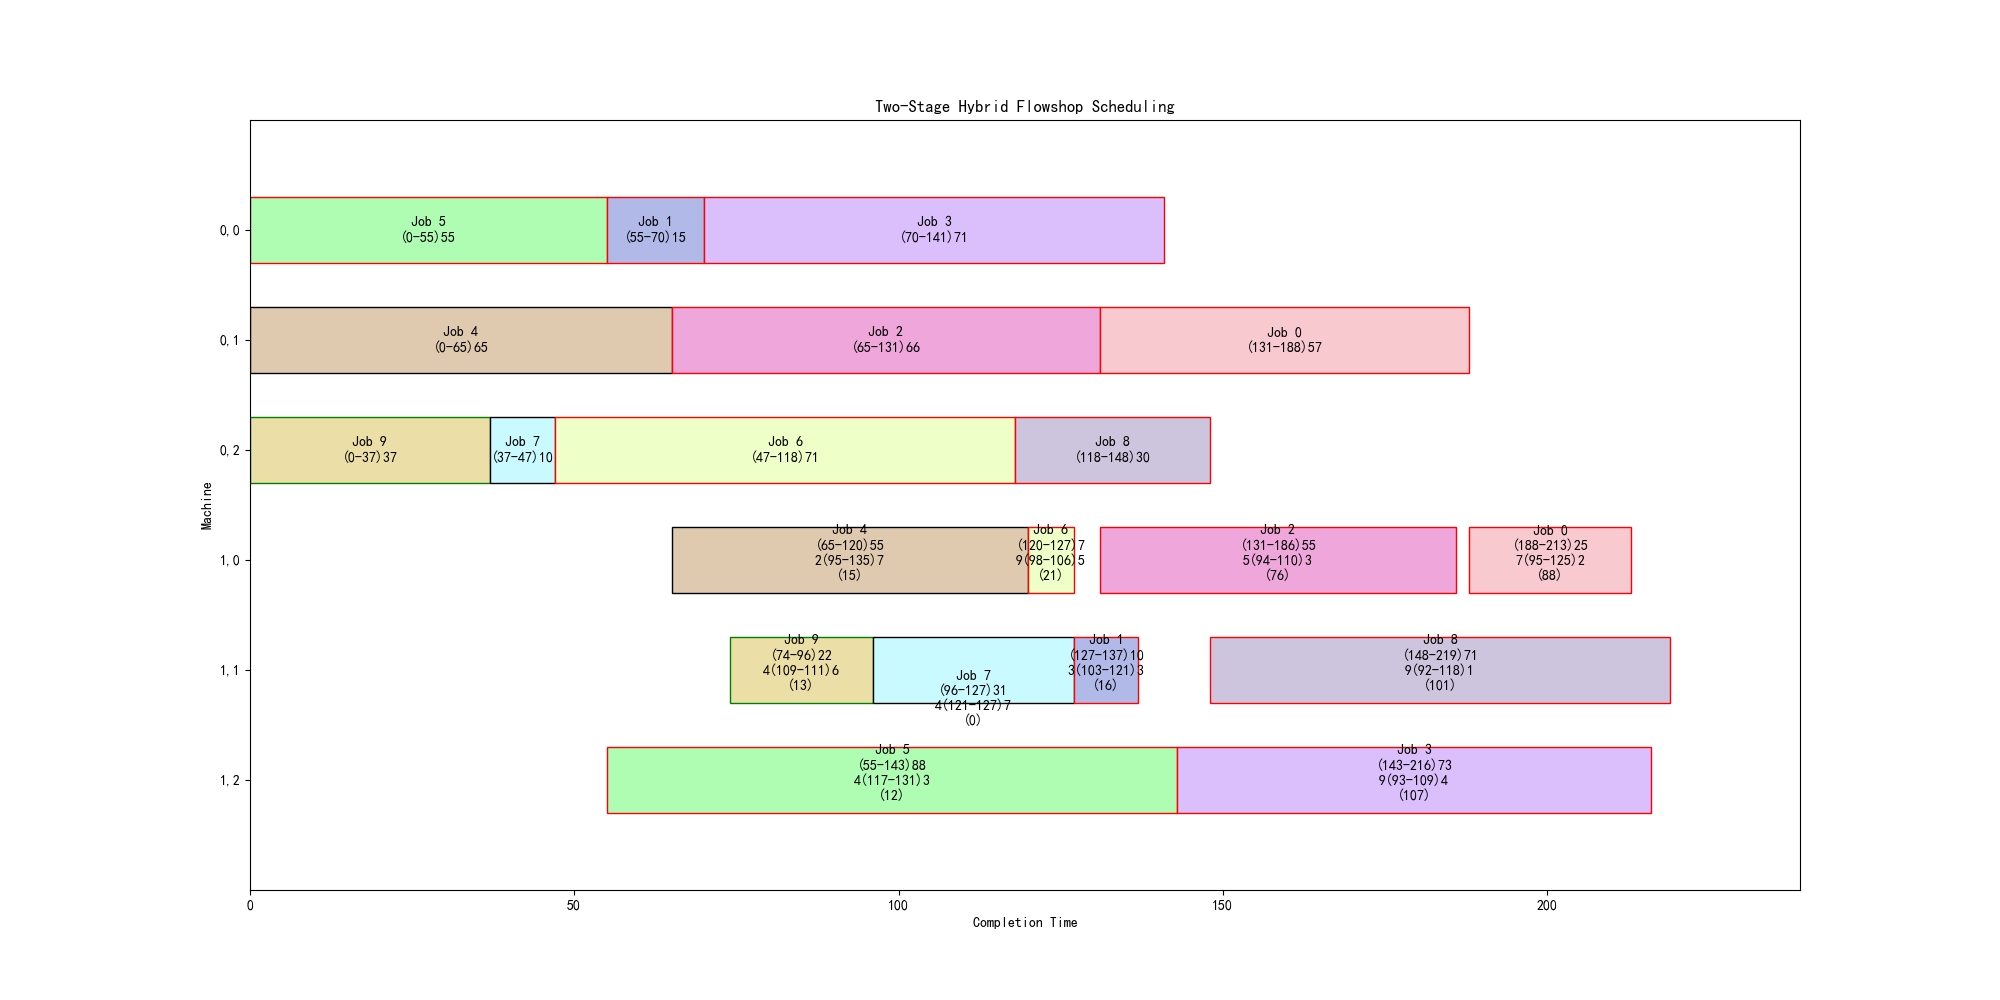 Two-Stage Hybrid Flowshop Scheduling
0,0
Job 5
(0-55)55
Job 1
(55-70)15
Job 3
(70-141)71
0,1
Job 4
(0-65)65
Job 2
(65-131)66
Job 0
(131-188)57
0,2
Job 9
(0-37)37
Job 7
(37-47)10
Job 6
(47-118)71
Job 8
(118-148)30
Machine
1,0
Job 4
(65-120)55
2(95-135)7
(15)
Job 6
(120-127)7
9(98-106)5
(21)
Job 2
(131-186)55
5(94-110)3
(76)
Job 0
(188-213)25
7(95-125)2
(88)
1,1
Job 9
(74-96)22
4(109-111)6
(13)
Job 7
(96-127)31
4(121-127)7
(0)
Job 1
(127-137)10
3(103-121)3
(16)
Job 8
(148-219)71
9(92-118)1
(101)
1,2
Job 5
(55-143)88
4(117-131)3
(12)
Job 3
(143-216)73
9(93-109)4
(107)
0
50
100
150
200
Completion Time